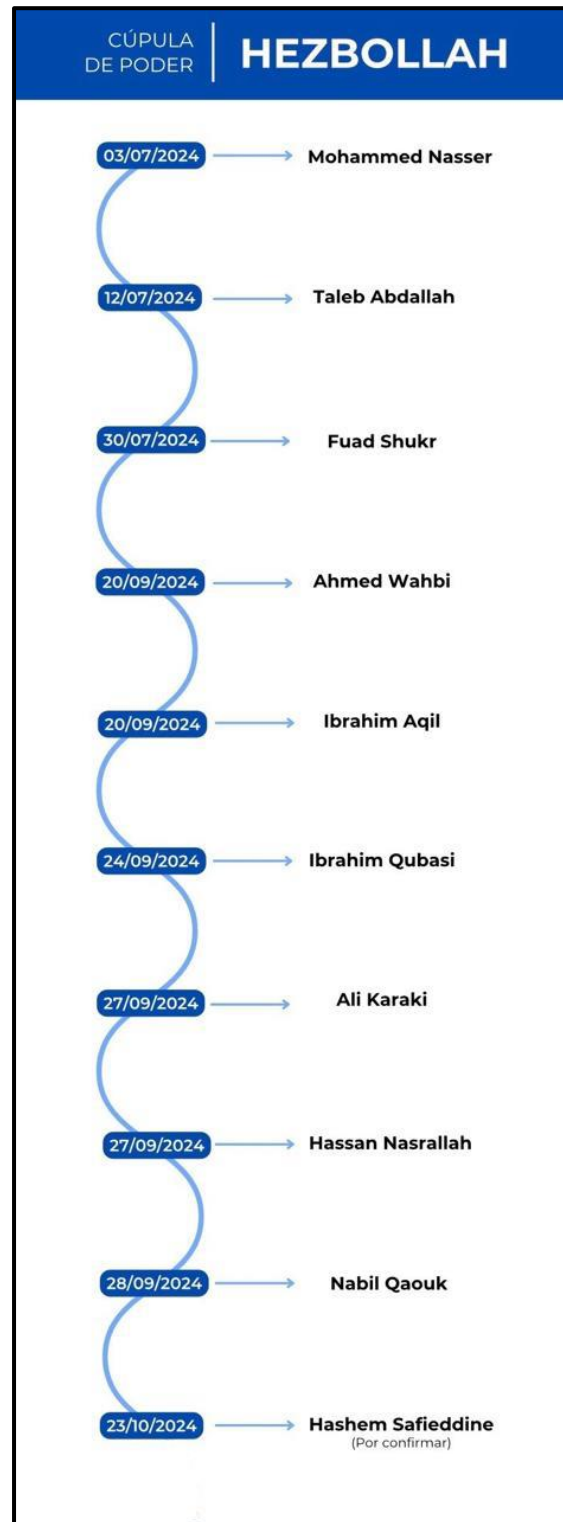 CÚPULA
DE PODER
HEZBOLLAH
03/07/2024 Mohammed Nasser
12/07/2024 Taleb Abdallah
30/07/2024 Fuad Shukr
20/09/2024 Ahmed Wahbi
20/09/2024 Ibrahim Aqil
24/09/2024 Ibrahim Qubasi
27/09/2024 Ali Karaki
27/09/2024 Hassan Nasrallah
28/09/2024 Nabil Qaouk
23/10/2024 Hashem Safieddine
(Por confirmar)